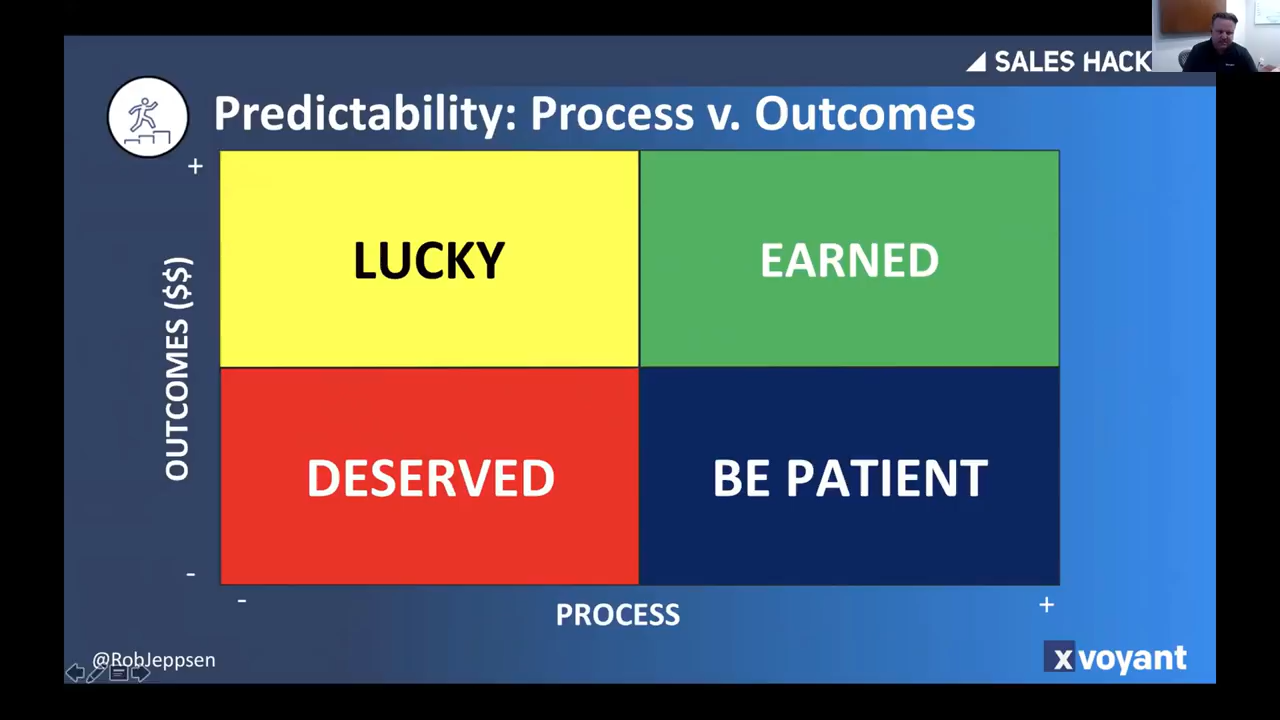 SALES HACK
Predictability: Process v. Outcomes
+
LUCKY
EARNED
OUTCOMES ($$)
DESERVED
BE PATIENT
-
-
PROCESS
+
@RobJeppsen
xvoyant